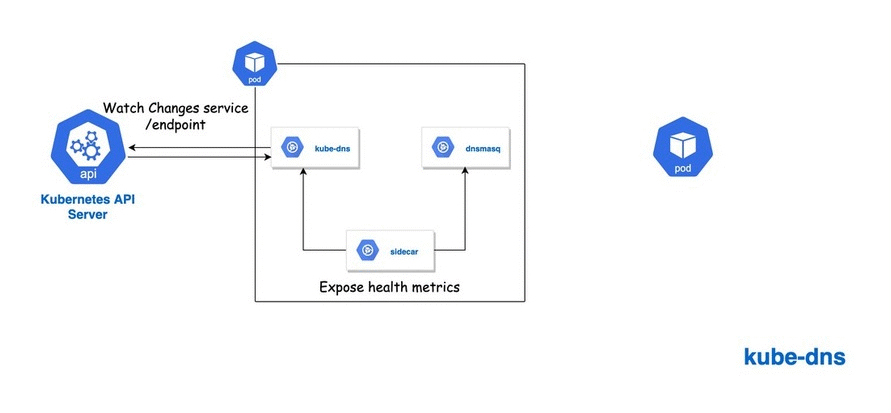 pod
Watch Changes service
/endpoint
api
Kubernetes API
Server
kube-dns
dnsmasq
sidecar
Expose health metrics
pod
kube-dns